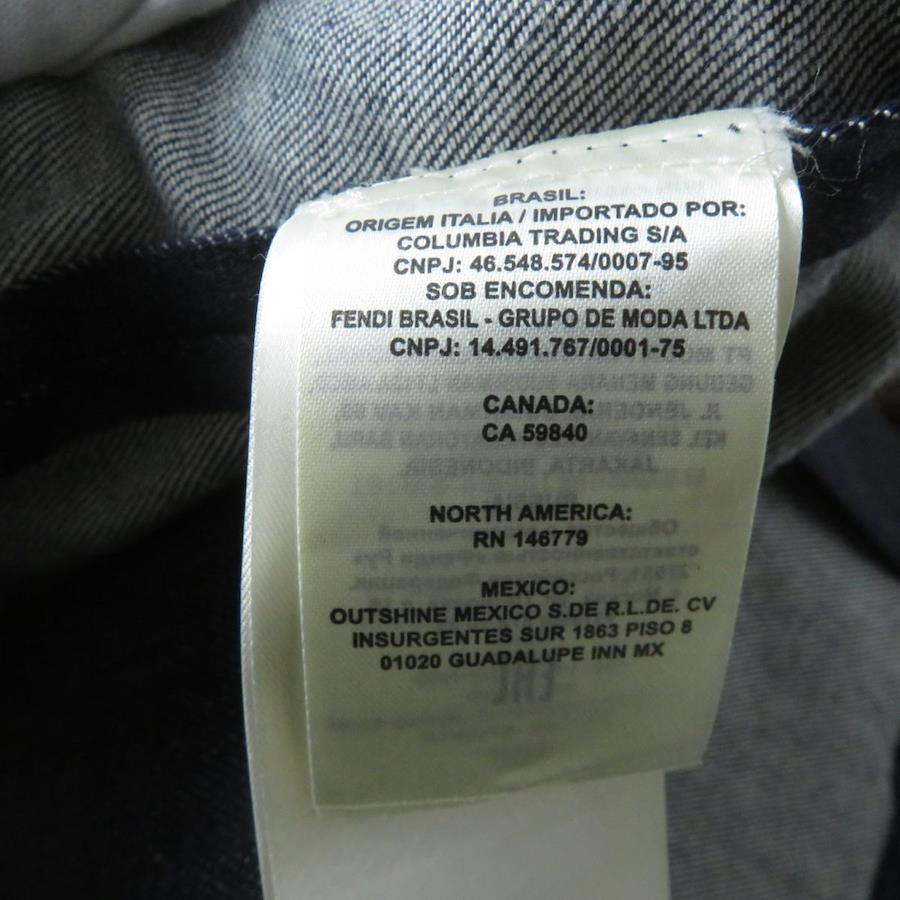 BRASIL:
ORIGEM ITALIA / IMPORTADO POR:
COLUMBIA TRADING S/A
CNPJ: 46.548.574/0007-95
SOB ENCOMENDA:
FENDI BRASIL - GRUPO DE MODA LTDA
CNPJ: 14.491.767/0001-75
CANADA:
CA 59840
NORTH AMERICA:
RN 146779
MEXICO:
OUTSHINE MEXICO S.DE R.L.DE. CV
INSURGENTES SUR 1863 PISO 8
01020 GUADALUPE INN MX